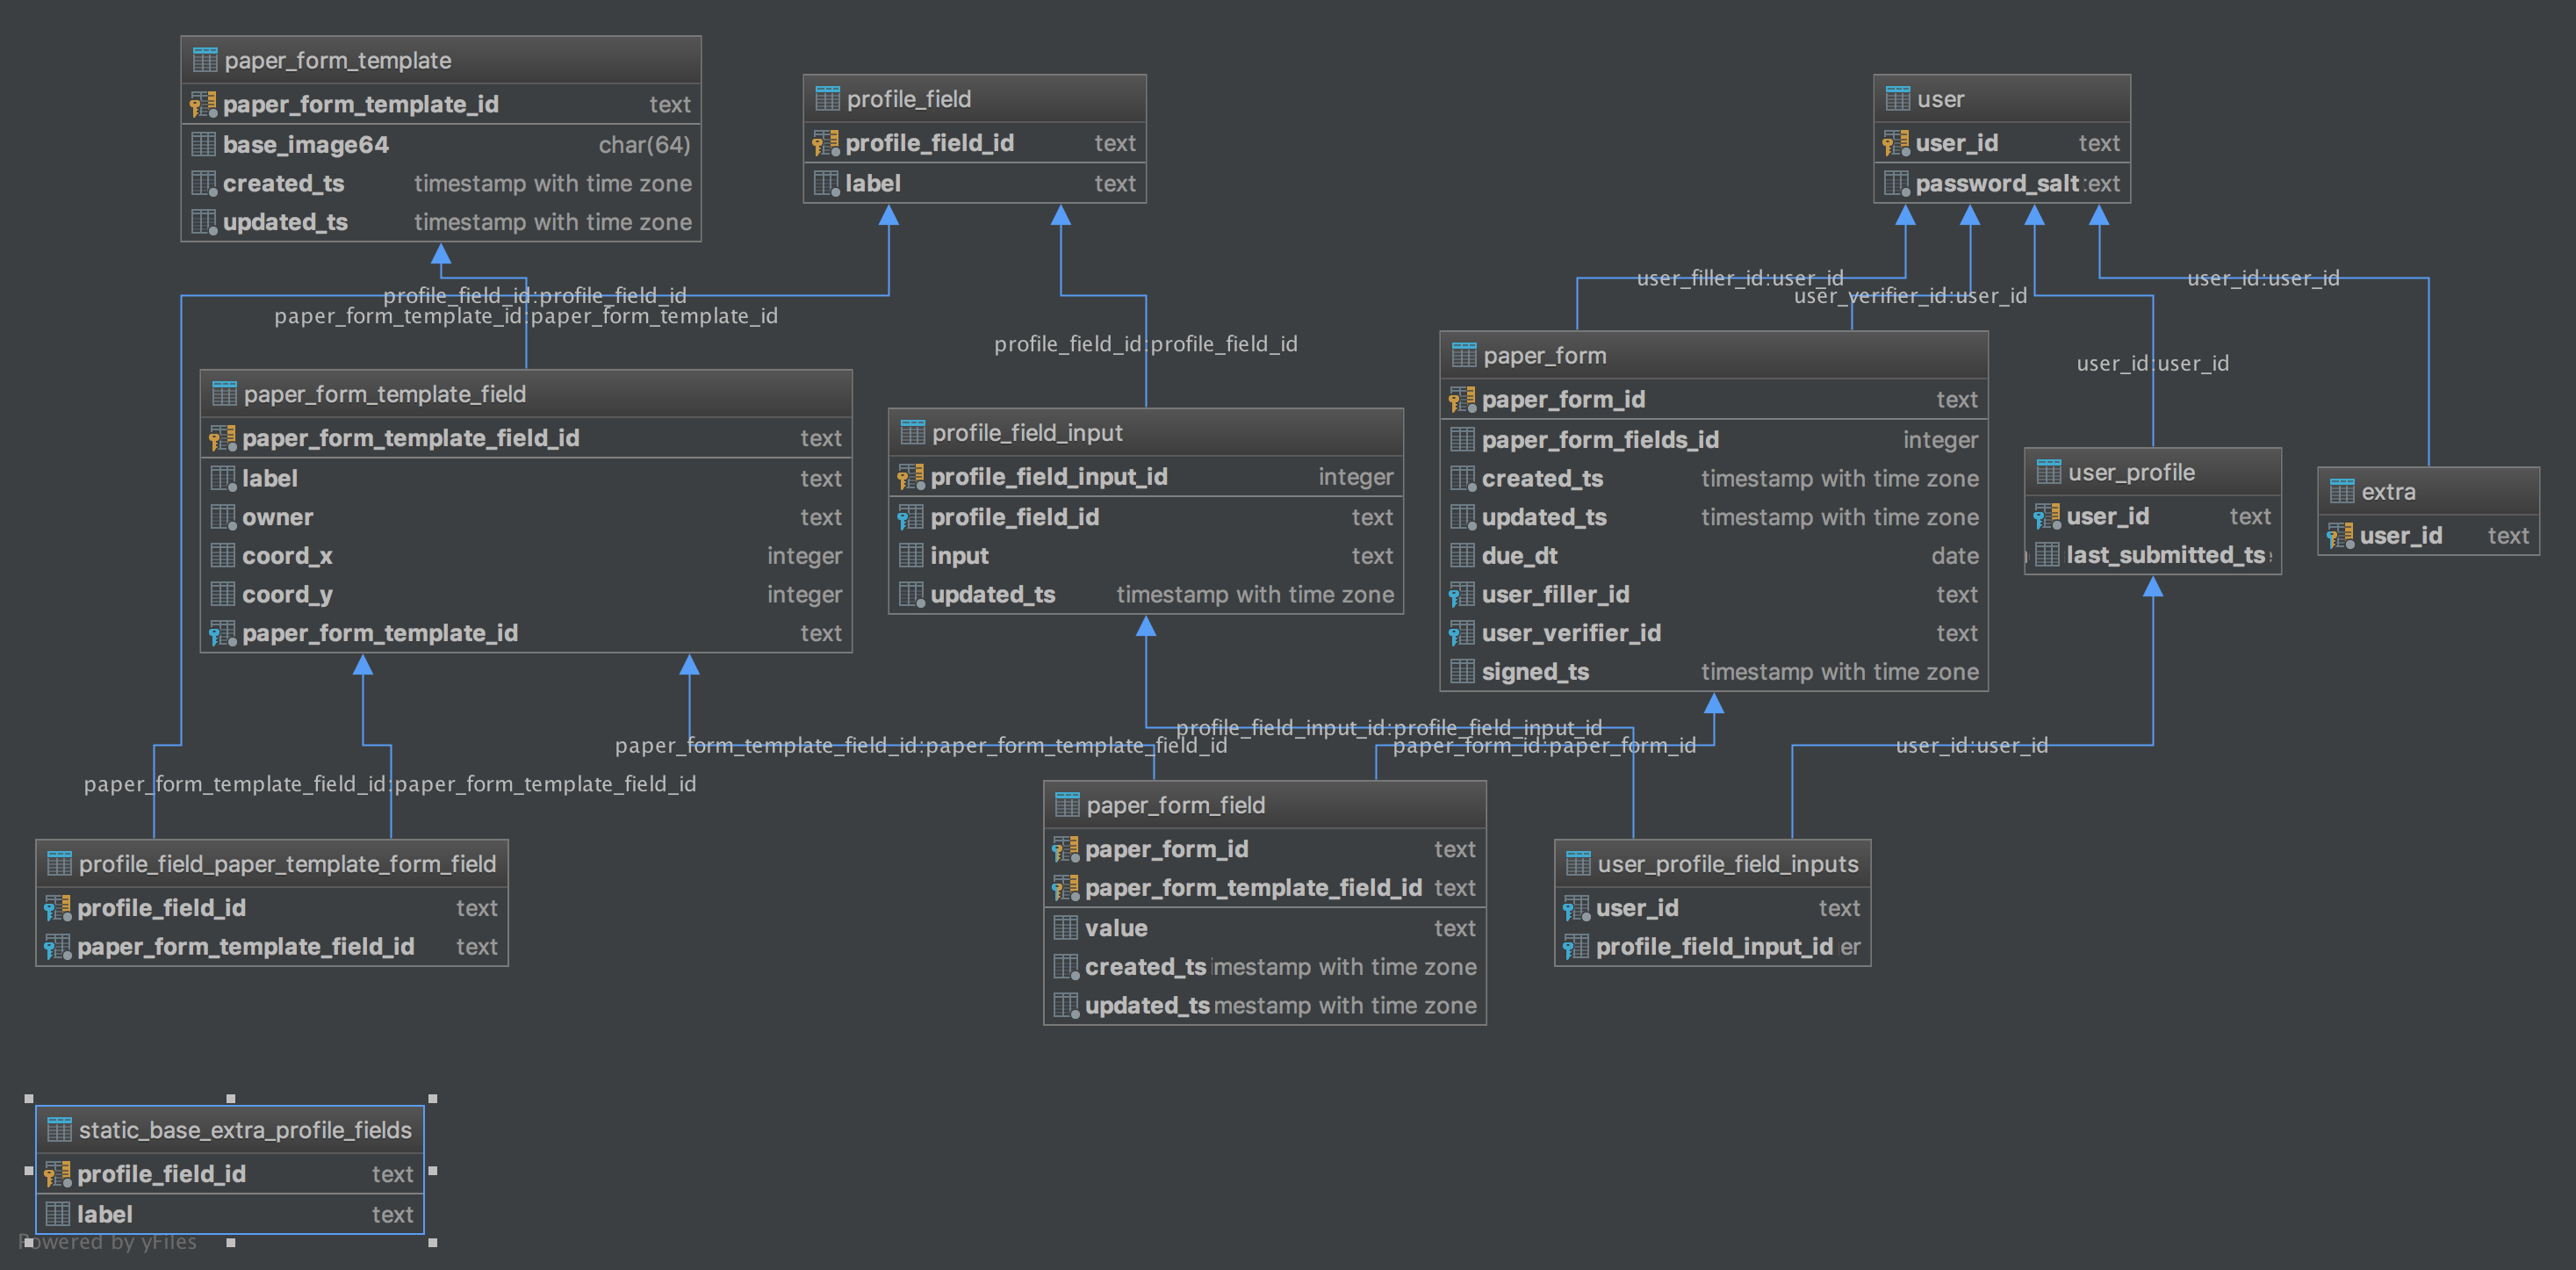 paper_form_template
paper_form_template_id text
base_image64 char(64)
created_ts timestamp with time zone
updated_ts timestamp with time zone
profile_field
profile_field_id text
label text
user
user_id text
password_salt :ext
profile_field_id:profile_field_id
paper_form_template_id:paper_form_template_id
profile_field_id:profile_field_id
user_filler_id:user_id
user_verifier_id:user_id
user_id:user_id
user_id:user_id
paper_form_template_field
paper_form_template_field_id text
label text
owner text
coord_x integer
coord_y integer
paper_form_template_id text
profile_field_input
profile_field_input_id integer
profile_field_id text
input text
updated_ts timestamp with time zone
paper_form
paper_form_id text
paper_form_fields_id integer
created_ts timestamp with time zone
updated_ts timestamp with time zone
due_dt date
user_filler_id text
user_verifier_id text
signed_ts timestamp with time zone
user_profile
user_id text
last_submitted_ts
extra
user_id text
profile_field_input_id:profile_field_input_id
paper_form_template_field_id:paper_form_template_field_id
paper_form_id:paper_form_id
user_id:user_id
paper_form_template_field_id:paper_form_template_field_id
profile_field_paper_template_form_field
profile_field_id text
paper_form_template_field_id text
paper_form_field
paper_form_id text
paper_form_template_field_id text
value text
created_ts imestamp with time zone
updated_ts mestamp with time zone
user_profile_field_inputs
user_id text
profile_field_input_id er
static_base_extra_profile_fields
profile_field_id text
label text
Powered by yFiles